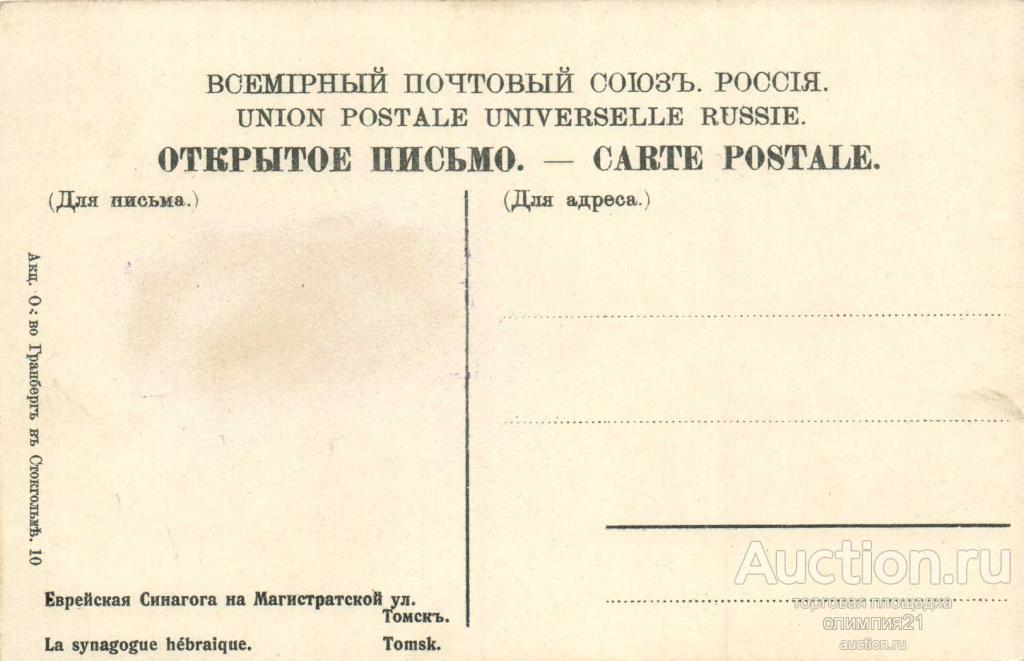 ВСЕМІРНЫЙ ПОЧТОВЫЙ СОЮЗЪ. РОССІЯ.
UNION POSTALE UNIVERSELLE RUSSIE.
ОТКРЫТОЕ ПИСЬМО. — CARTE POSTALE.
(Для письма.)
(Для адреса.)
Акц. О-во Гранбергъ въ Стокгольмѣ. 10
Еврейская Синагога на Магистратской ул.
Томскъ.
La synagogue hébraique. Tomsk.
Auction.ru
торговая площадка
олимпия21
auction.ru